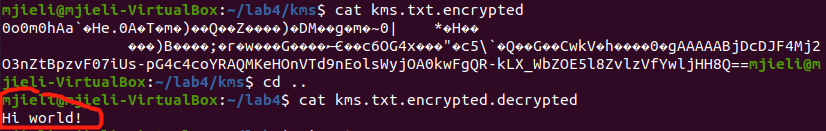 mjieli@mjieli-VirtualBox:~/lab4/kms$ cat kms.txt.encrypted
0o0m0hAa`�He.0A�T�m�)��Q��Z����)�DM��g�m�~0| *�H��
���)B����;�r�w���G����—€��c6OG4x���"�c5\`�Q��G��CwkV�h����0�gAAAAABjDcDJF4Mj2
O3nZtBpzvF07iUs-pG4c4coYRAQMKeHOnVTd9nEolsWyjOA0kwFgQR-kLX_WbZOE5l8ZvlzVfYwljHH8Q==mjieli@m
mjieli@mjieli-VirtualBox:~/lab4/kms$ cd ..
mjieli@mjieli-VirtualBox:~/lab4$ cat kms.txt.encrypted.decrypted
Hi world!